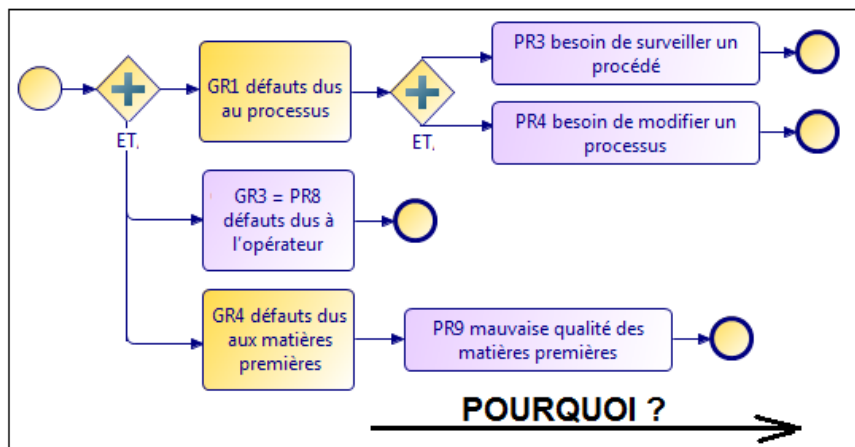 GR1 défauts dus
au processus
PR3 besoin de surveiller un
procédé
PR4 besoin de modifier un
processus
ET,
ET,
GR3 = PR8
défauts dus à
l'opérateur
GR4 défauts dus
aux matières
premières
PR9 mauvaise qualité des
matières premières
POURQUOI ?